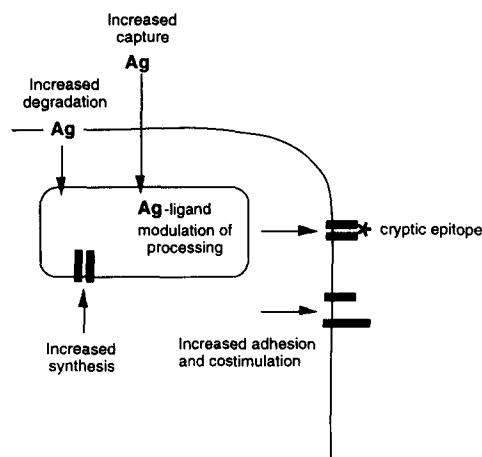 Increased
capture
Ag
Increased
degradation
Ag
Ag-ligand
modulation of
processing
cryptic epitope
Increased
synthesis
Increased adhesion
and costimulation